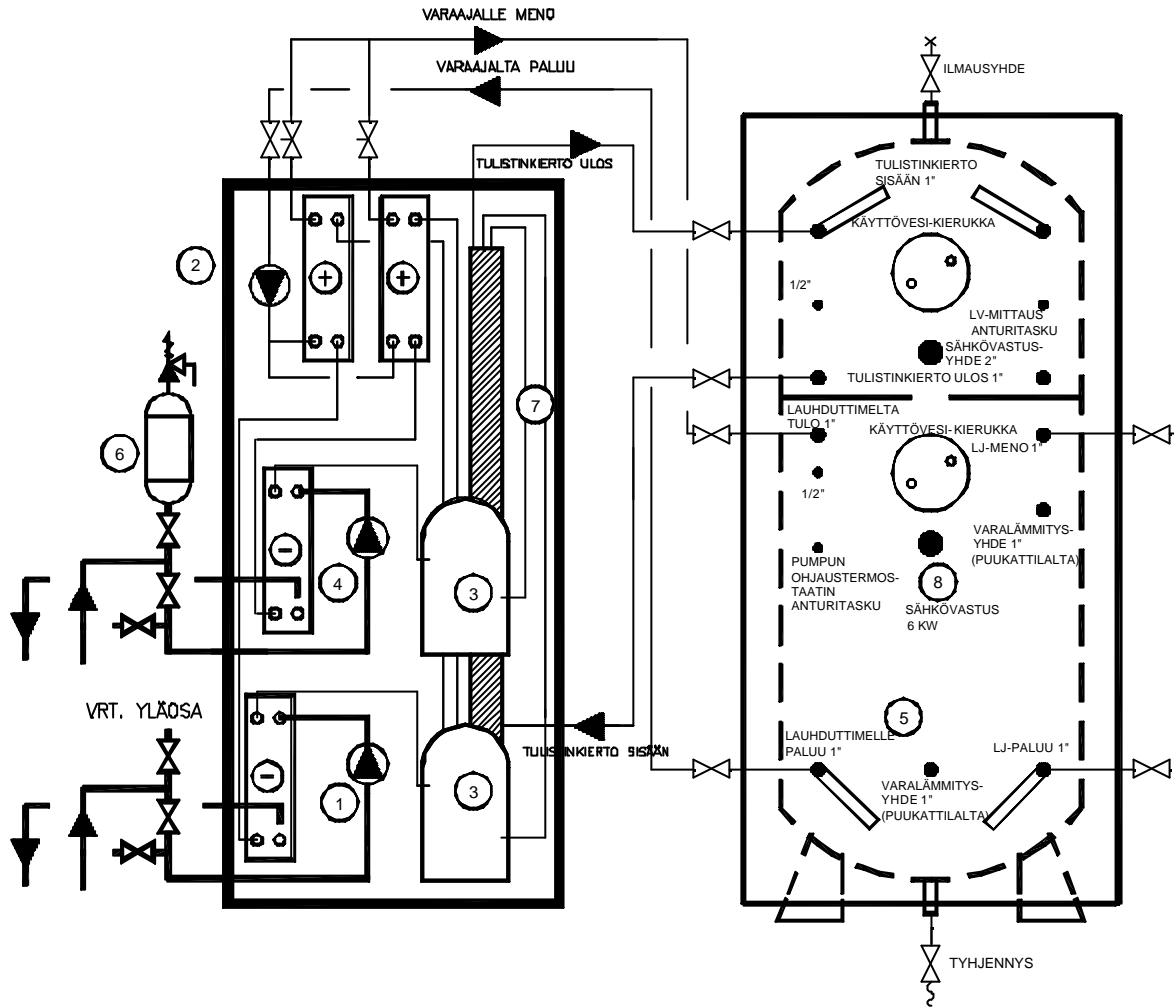 VARAAJALLE MENO
VARAAJALTA PALUU
TULISTINKIERTO ULOS
ILMAUSYHDE
TULISTINKIERTO
SISÄÄN 1"
KÄYTTÖVESI-KIERUKKA
1/2"
LV-MITTAUS
ANTURITASKU
SÄHKÖVASTUS-
YHDE 2"
TULISTINKIERTO ULOS 1"
LAUHDUTTIMELTA
TULO 1"
KÄYTTÖVESI-KIERUKKA
LJ-MENO 1"
1/2"
VARALÄMMITYS-
YHDE 1"
(PUUKATTILALTA)
PUMPUN
OHJAUSTERMOS-
TAATIN
ANTURITASKU
8
SÄHKÖVASTUS
6 KW
5
LAUHDUTTIMELLE
PALUU 1"
LJ-PALUU 1"
VARALÄMMITYS-
YHDE 1"
(PUUKATTILALTA)
TYHJENNYS
2
+
+
7
6
-
4
3
VRT. YLÄOSA
-
1
3
TULISTINKIERTO SISÄÄN